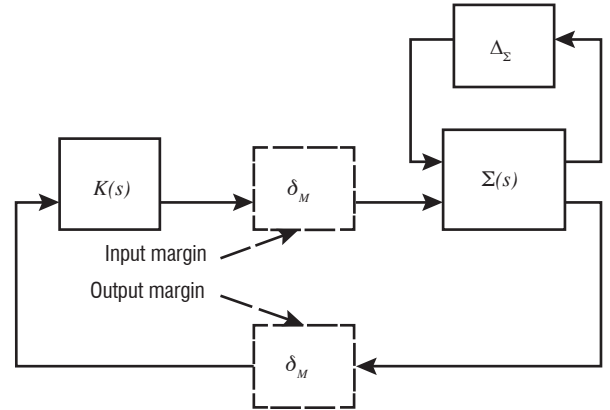 Δ_Σ
K(s)
δ_M
Σ(s)
Input margin
Output margin
δ_M